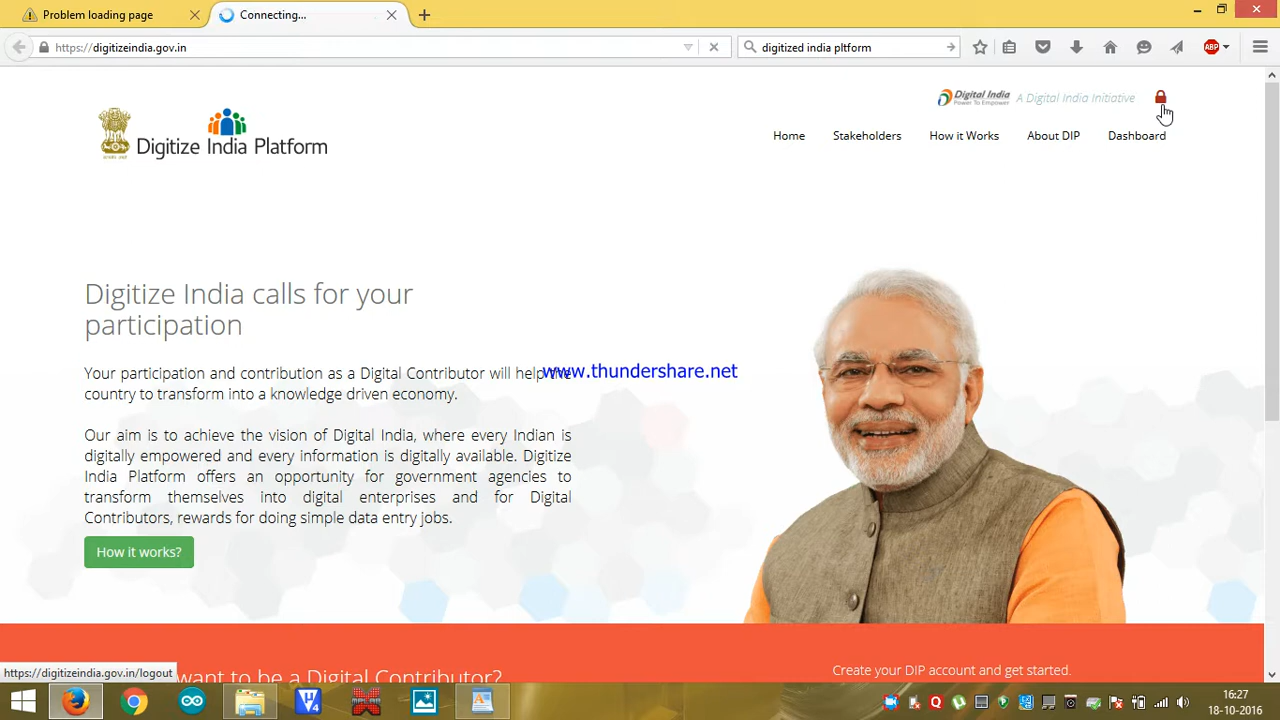 Problem loading page
Connecting...
https://digitizeindia.gov.in
digitized india pltform
ABP
Digital India
Power To Empower
A Digital India Initiative
Digitize India Platform
Home
Stakeholders
How it Works
About DIP
Dashboard
Digitize India calls for your
participation
Your participation and contribution as a Digital Contributor will help the
www.thundershare.net
country to transform into a knowledge driven economy.
Our aim is to achieve the vision of Digital India, where every Indian is
digitally empowered and every information is digitally available. Digitize
India Platform offers an opportunity for government agencies to
transform themselves into digital enterprises and for Digital
Contributors, rewards for doing simple data entry jobs.
How it works?
want to be a Digital Contributor?
Create your DIP account and get started.
https://digitizeindia.gov.in/logout
16:27
18-10-2016